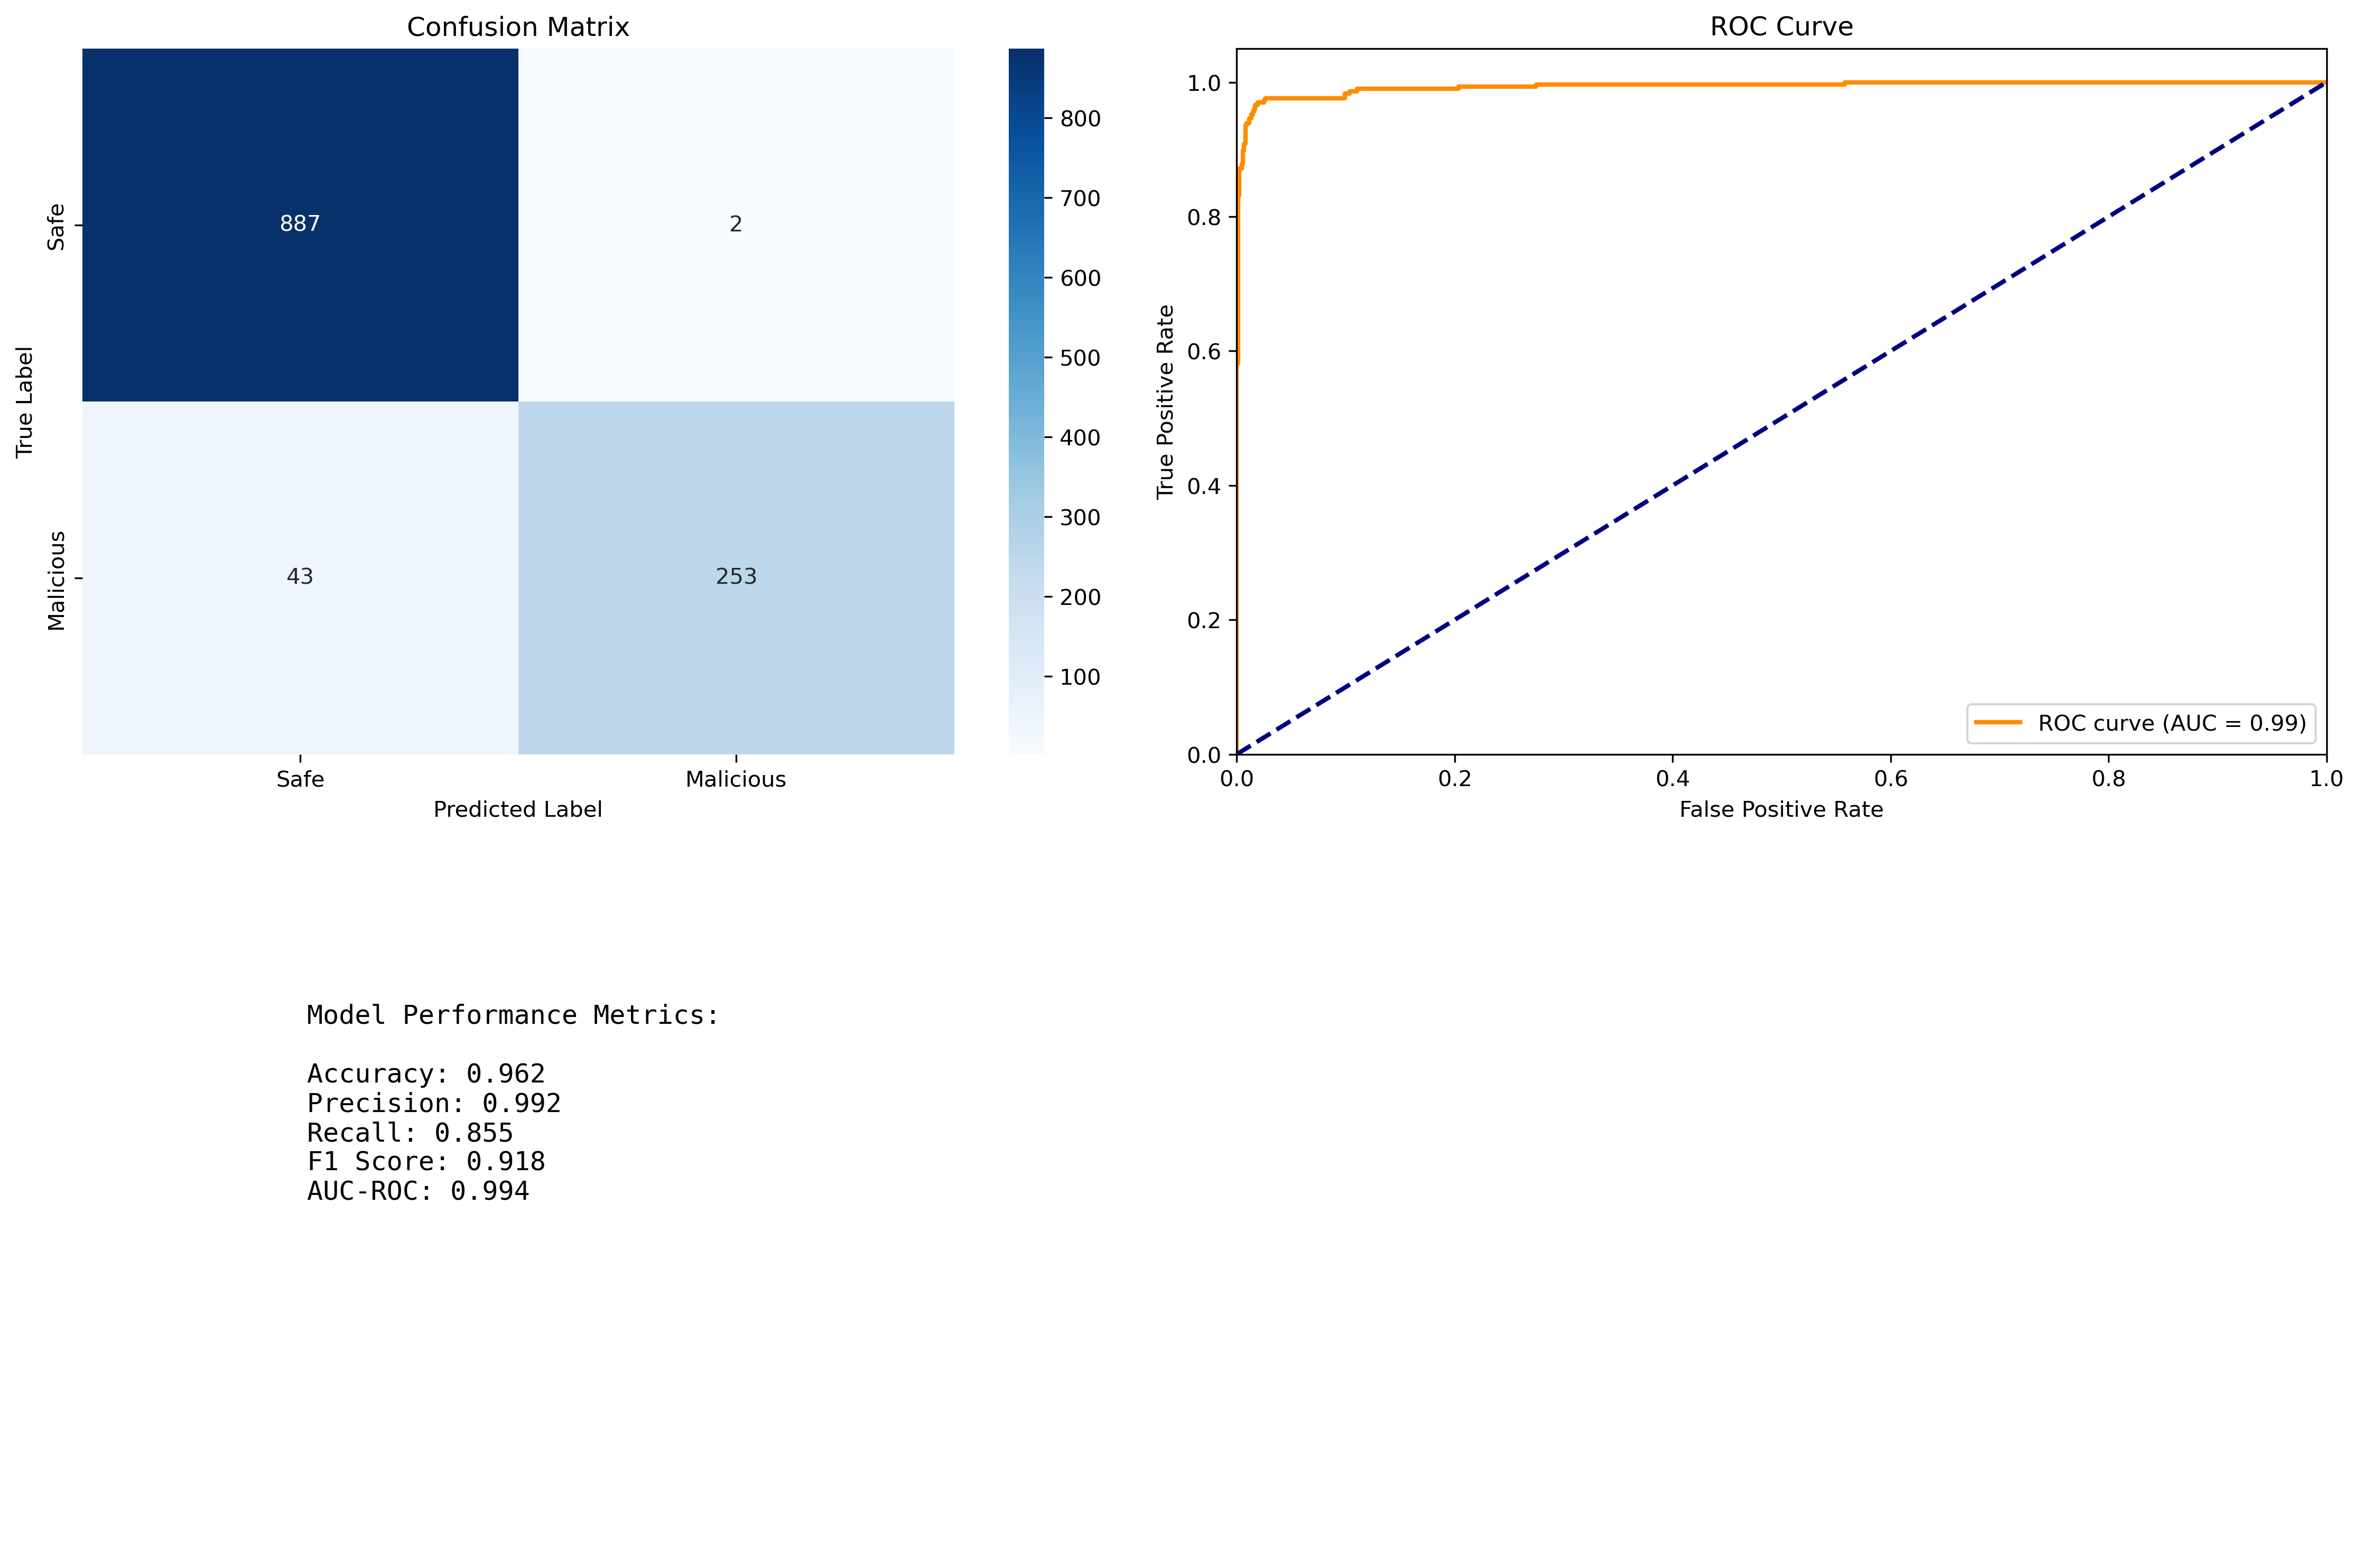 Confusion Matrix
Safe
Malicious
True Label
887
2
43
253
Safe
Malicious
Predicted Label
800
700
600
500
400
300
200
100
ROC Curve
1.0
0.8
0.6
0.4
0.2
0.0
True Positive Rate
0.0
0.2
0.4
0.6
0.8
1.0
False Positive Rate
ROC curve (AUC = 0.99)
Model Performance Metrics:
Accuracy: 0.962
Precision: 0.992
Recall: 0.855
F1 Score: 0.918
AUC-ROC: 0.994